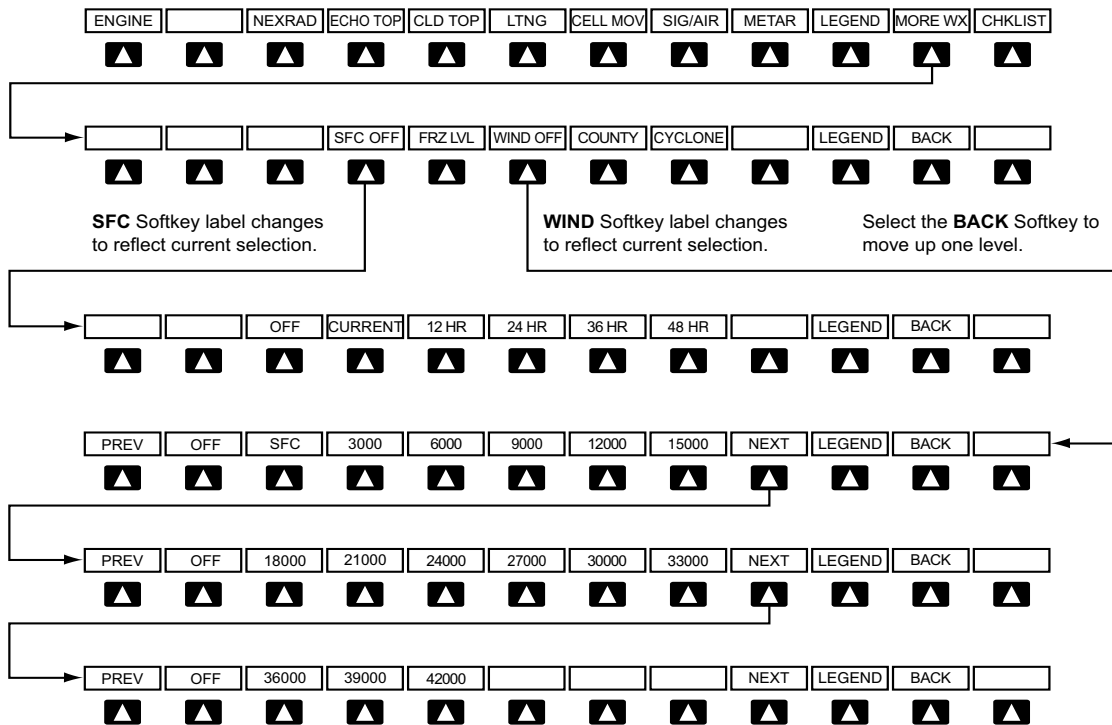 ENGINE NEXRAD ECHO TOP CLD TOP LTNG CELL MOV SIG/AIR METAR LEGEND MORE WX CHKLIST
SFC OFF FRZ LVL WIND OFF COUNTY CYCLONE LEGEND BACK
SFC Softkey label changes
to reflect current selection.
WIND Softkey label changes
to reflect current selection.
Select the BACK Softkey to
move up one level.
OFF CURRENT 12 HR 24 HR 36 HR 48 HR LEGEND BACK
PREV OFF SFC 3000 6000 9000 12000 15000 NEXT LEGEND BACK
PREV OFF 18000 21000 24000 27000 30000 33000 NEXT LEGEND BACK
PREV OFF 36000 39000 42000 NEXT LEGEND BACK